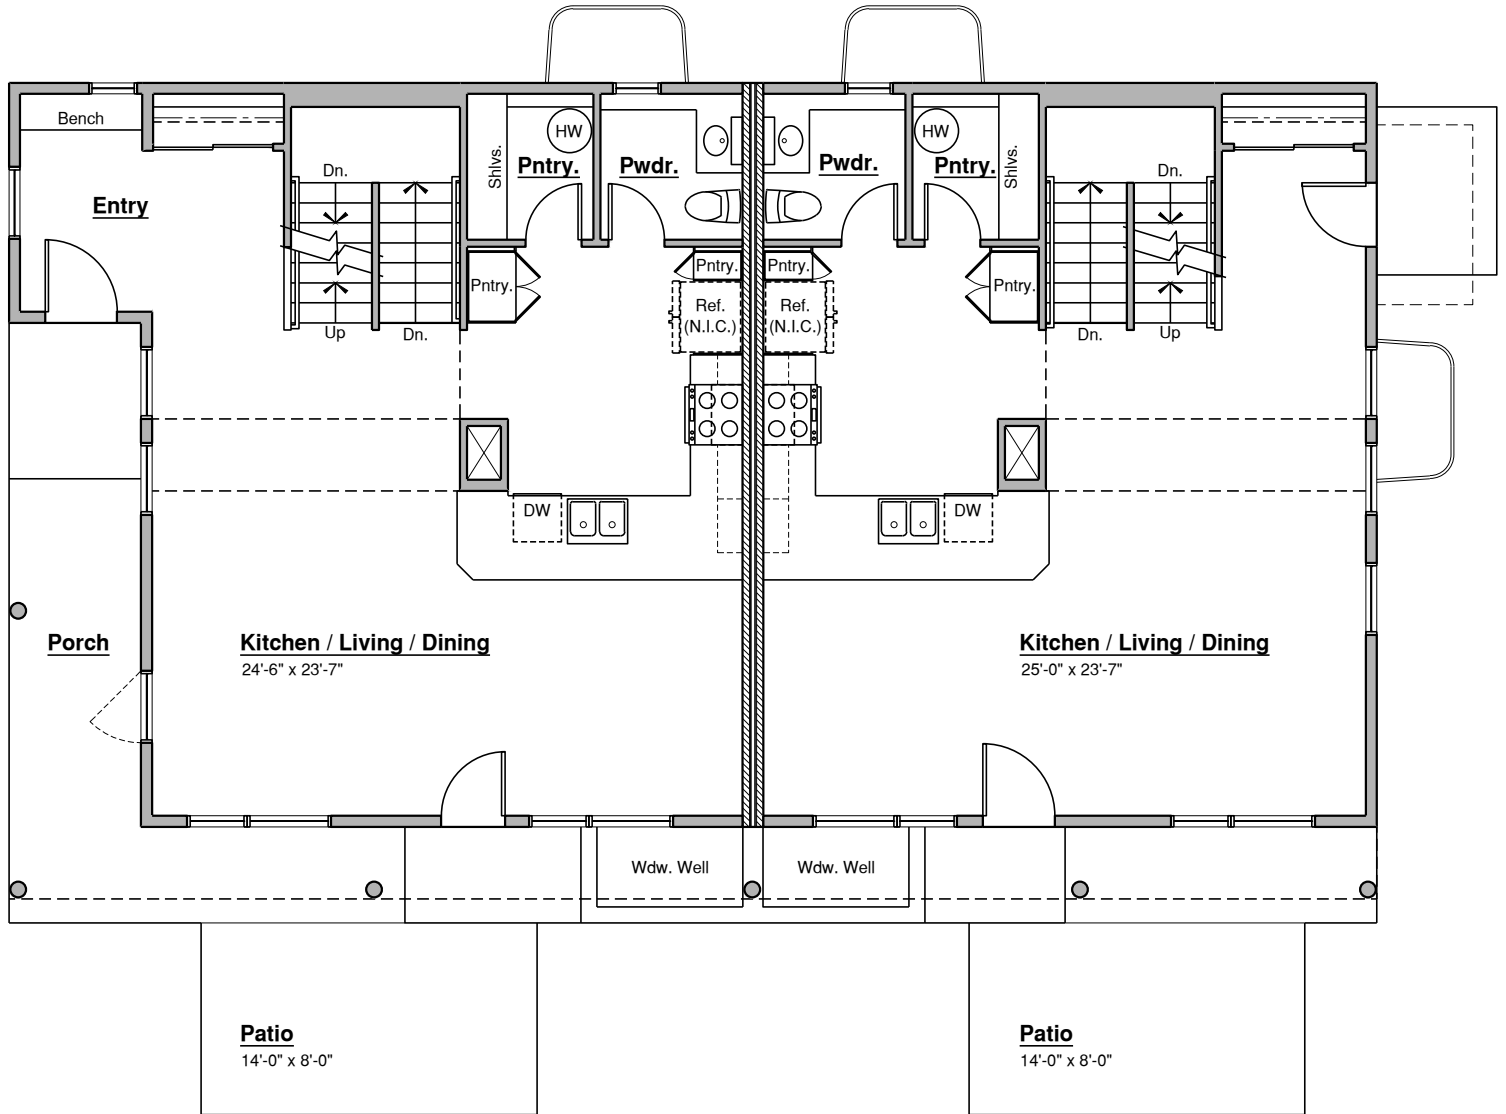 Bench
HW
HW
Shlvs.
Pntry.
Pwdr.
Pwdr.
Pntry.
Shlvs.
Dn.
Dn.
Entry
Pntry.
Pntry.
Pntry.
Pntry.
Ref.
(N.I.C.)
Ref.
(N.I.C.)
Up
Dn.
Dn.
Up
DW
DW
Porch
Kitchen / Living / Dining
24'-6" x 23'-7"
Kitchen / Living / Dining
25'-0" x 23'-7"
Wdw. Well
Wdw. Well
Patio
14'-0" x 8'-0"
Patio
14'-0" x 8'-0"